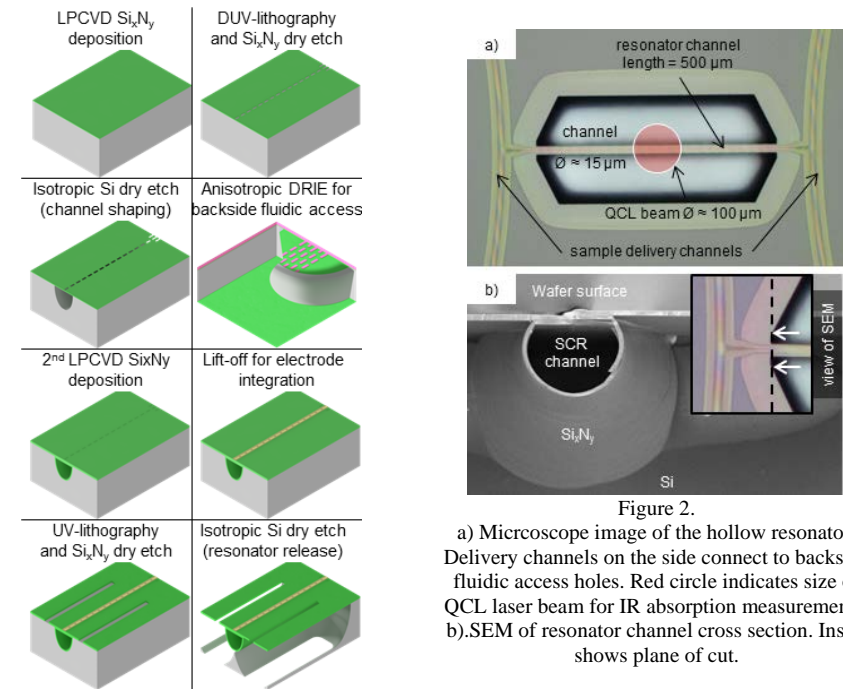 LPCVD SiₓNᵧ
deposition
DUV-lithography
and SiₓNᵧ dry etch
Isotropic Si dry etch
(channel shaping)
Anisotropic DRIE for
backside fluidic access
2ⁿᵈ LPCVD SixNy
deposition
Lift-off for electrode
integration
UV-lithography
and SiₓNᵧ dry etch
Isotropic Si dry etch
(resonator release)
a)
resonator channel
length = 500 µm
channel
Ø ≈ 15 µm
QCL beam Ø ≈ 100 µm
sample delivery channels
b)
Wafer surface
SCR
channel
SiₓNᵧ
Si
view of SEM
Figure 2.
a) Micrcoscope image of the hollow resonato
Delivery channels on the side connect to backs
fluidic access holes. Red circle indicates size
QCL laser beam for IR absorption measuremen
b).SEM of resonator channel cross section. Ins
shows plane of cut.